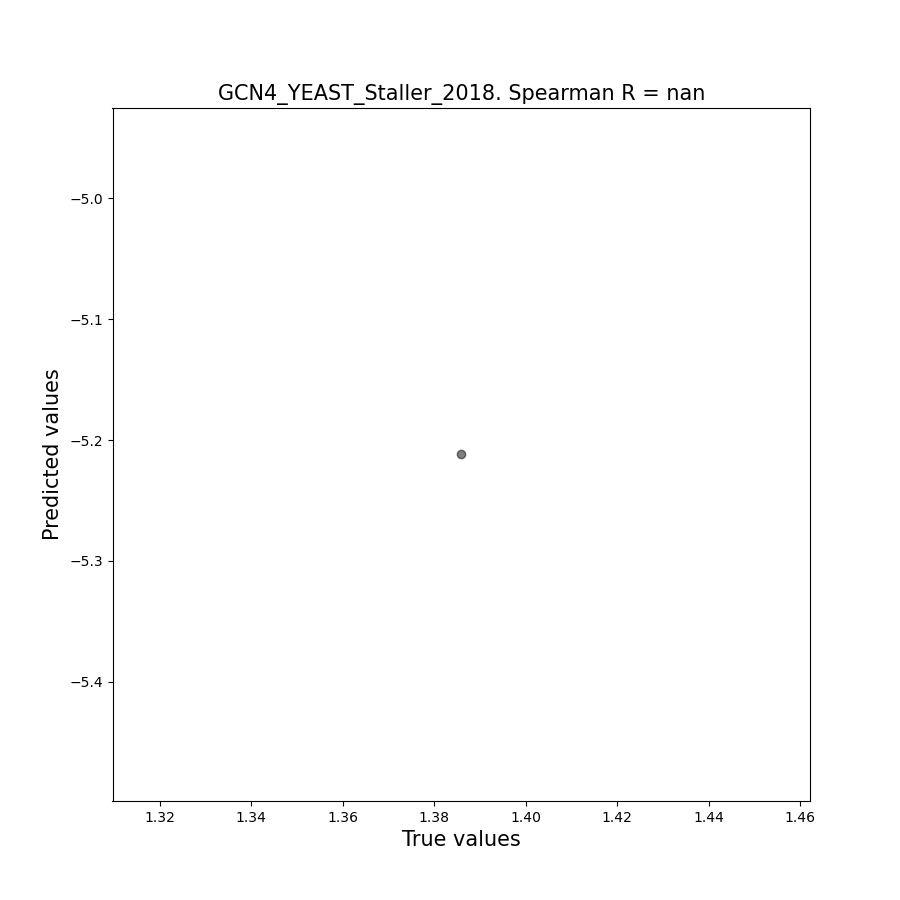 GCN4_YEAST_Staller_2018. Spearman R = nan
Predicted values
−5.0
−5.1
−5.2
−5.3
−5.4
1.32 1.34 1.36 1.38 1.40 1.42 1.44 1.46
True values